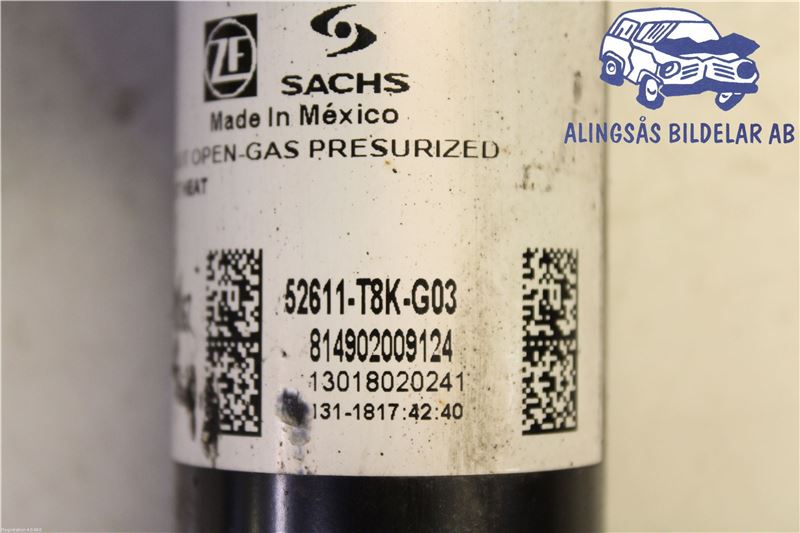 ZF
SACHS
Made In México
OPEN-GAS PRESURIZED
HEAT
52611-T8K-G03
814902009124
13018020241
131-1817:42:40
ALINGSÅS BILDELAR AB